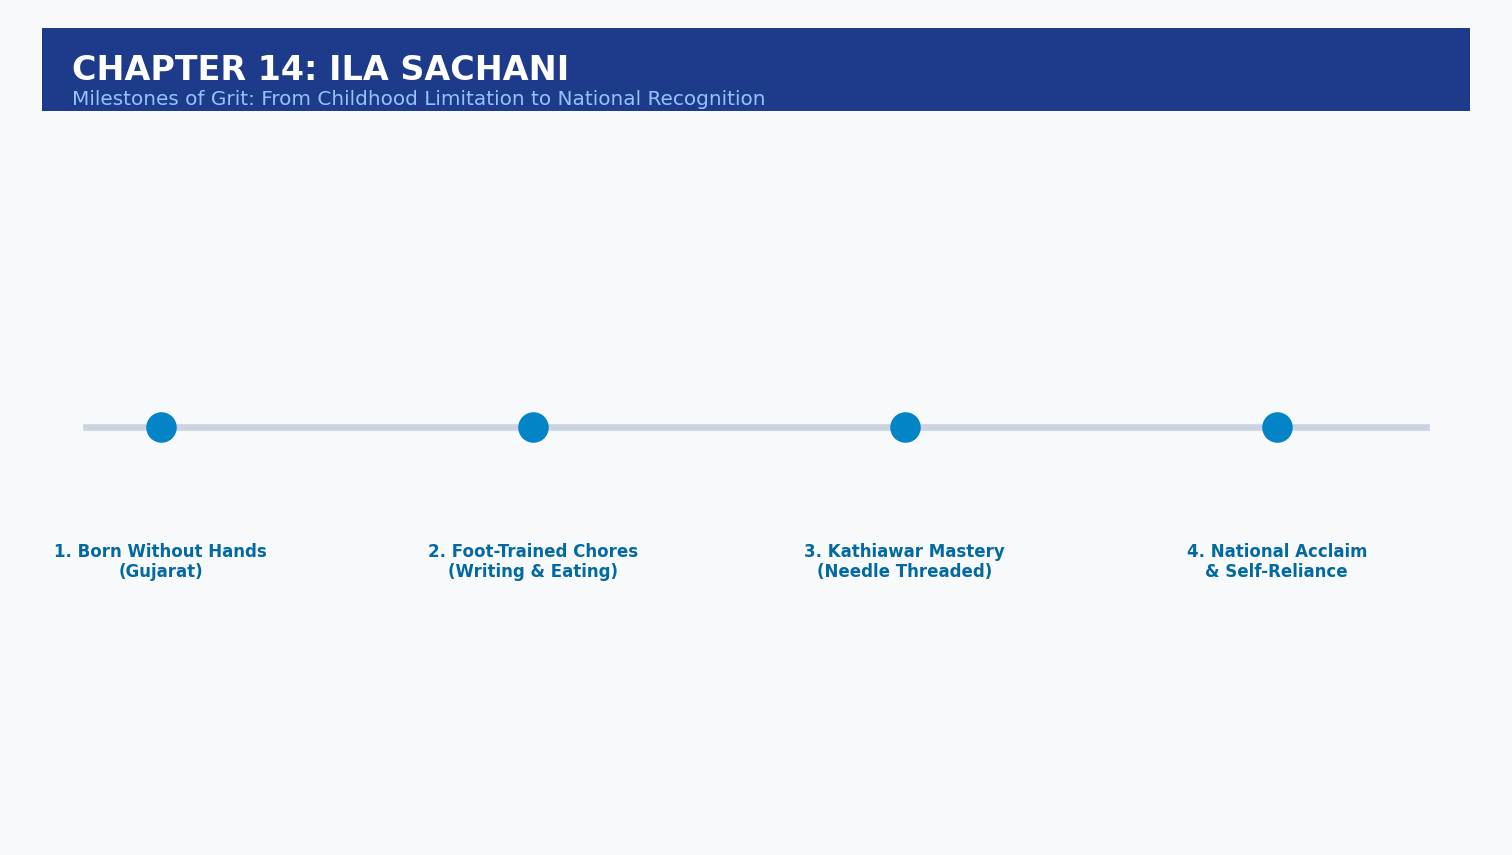 CHAPTER 14: ILA SACHANI
Milestones of Grit: From Childhood Limitation to National Recognition
1. Born Without Hands
(Gujarat)
2. Foot-Trained Chores
(Writing & Eating)
3. Kathiawar Mastery
(Needle Threaded)
4. National Acclaim
& Self-Reliance